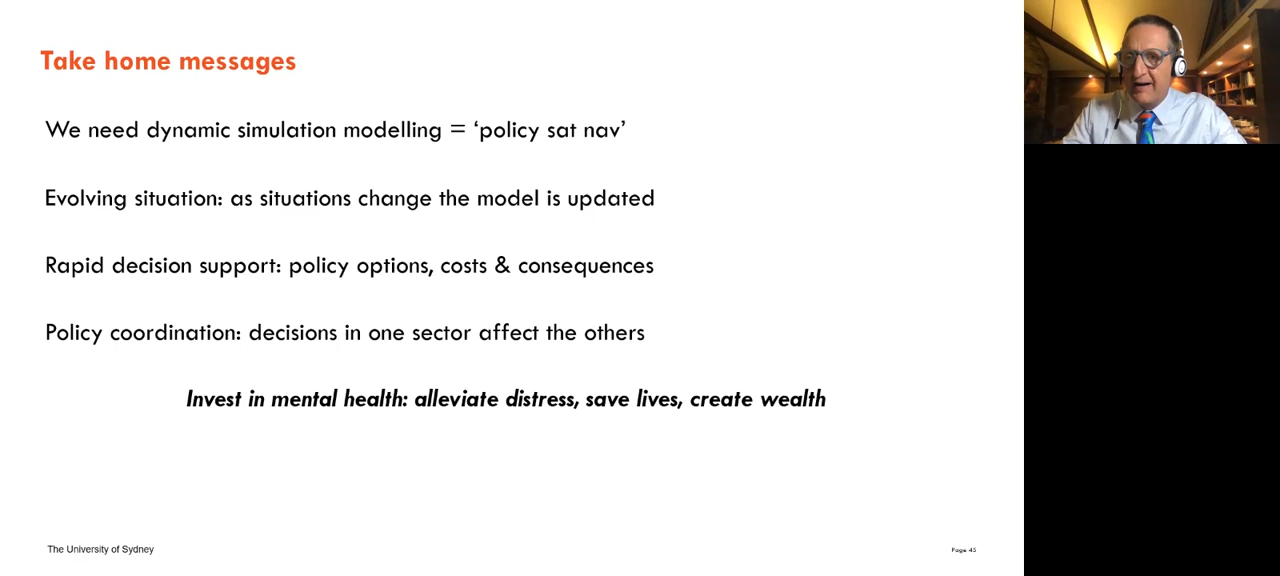 Take home messages
We need dynamic simulation modelling = ‘policy sat nav’
Evolving situation: as situations change the model is updated
Rapid decision support: policy options, costs & consequences
Policy coordination: decisions in one sector affect the others
Invest in mental health: alleviate distress, save lives, create wealth
The University of Sydney
Page 45